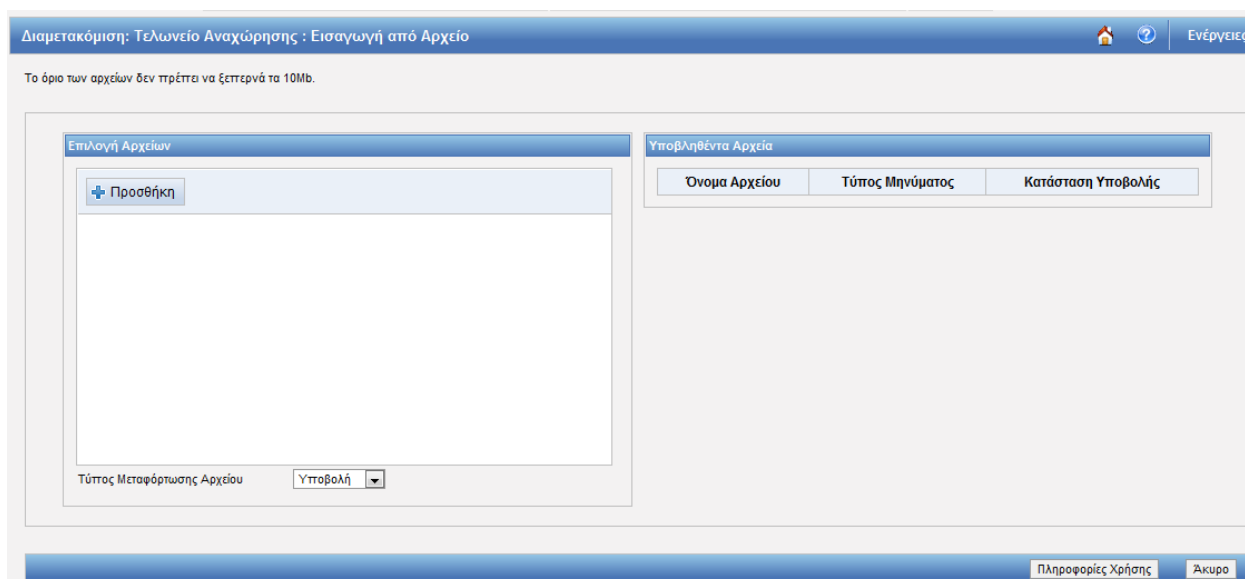 Διαμετακόμιση: Τελωνείο Αναχώρησης : Εισαγωγή από Αρχείο
Ενέργειες
Το όριο των αρχείων δεν πρέπει να ξεπερνά τα 10Mb.
Επιλογή Αρχείων
Προσθήκη
Τύπος Μεταφόρτωσης Αρχείου Υποβολή
Υποβληθέντα Αρχεία
Όνομα Αρχείου Τύπος Μηνύματος Κατάσταση Υποβολής
Πληροφορίες Χρήσης Άκυρο